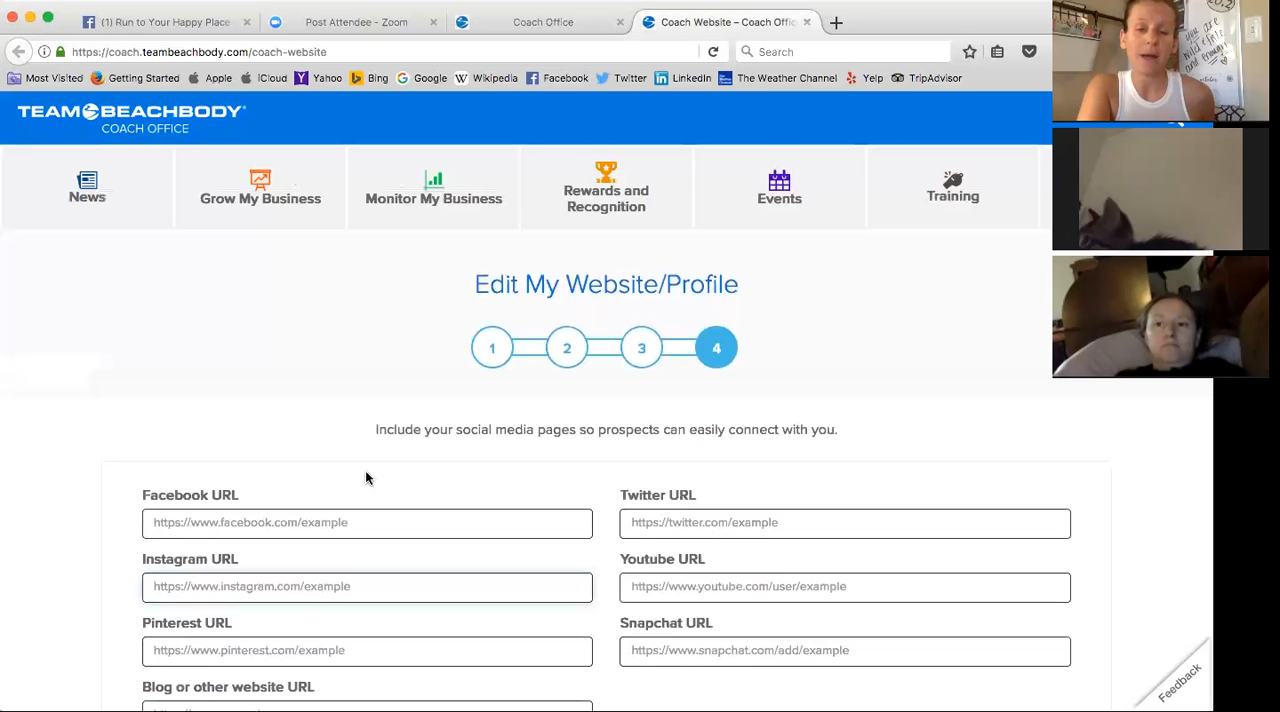 (1) Run to Your Happy Place
Post Attendee - Zoom
Coach Office
Coach Website – Coach Offic
https://coach.teambeachbody.com/coach-website
Search
Most Visited
Getting Started
Apple
iCloud
Yahoo
Bing
Google
Wikipedia
Facebook
Twitter
LinkedIn
The Weather Channel
Yelp
TripAdvisor
TEAM BEACHBODY
COACH OFFICE
News
Grow My Business
Monitor My Business
Rewards and
Recognition
Events
Training
you are
Edit My Website/Profile
1
2
3
4
Include your social media pages so prospects can easily connect with you.
Facebook URL
https://www.facebook.com/example
Twitter URL
https://twitter.com/example
Instagram URL
https://www.instagram.com/example
Youtube URL
https://www.youtube.com/user/example
Pinterest URL
https://www.pinterest.com/example
Snapchat URL
https://www.snapchat.com/add/example
Blog or other website URL
Feedback